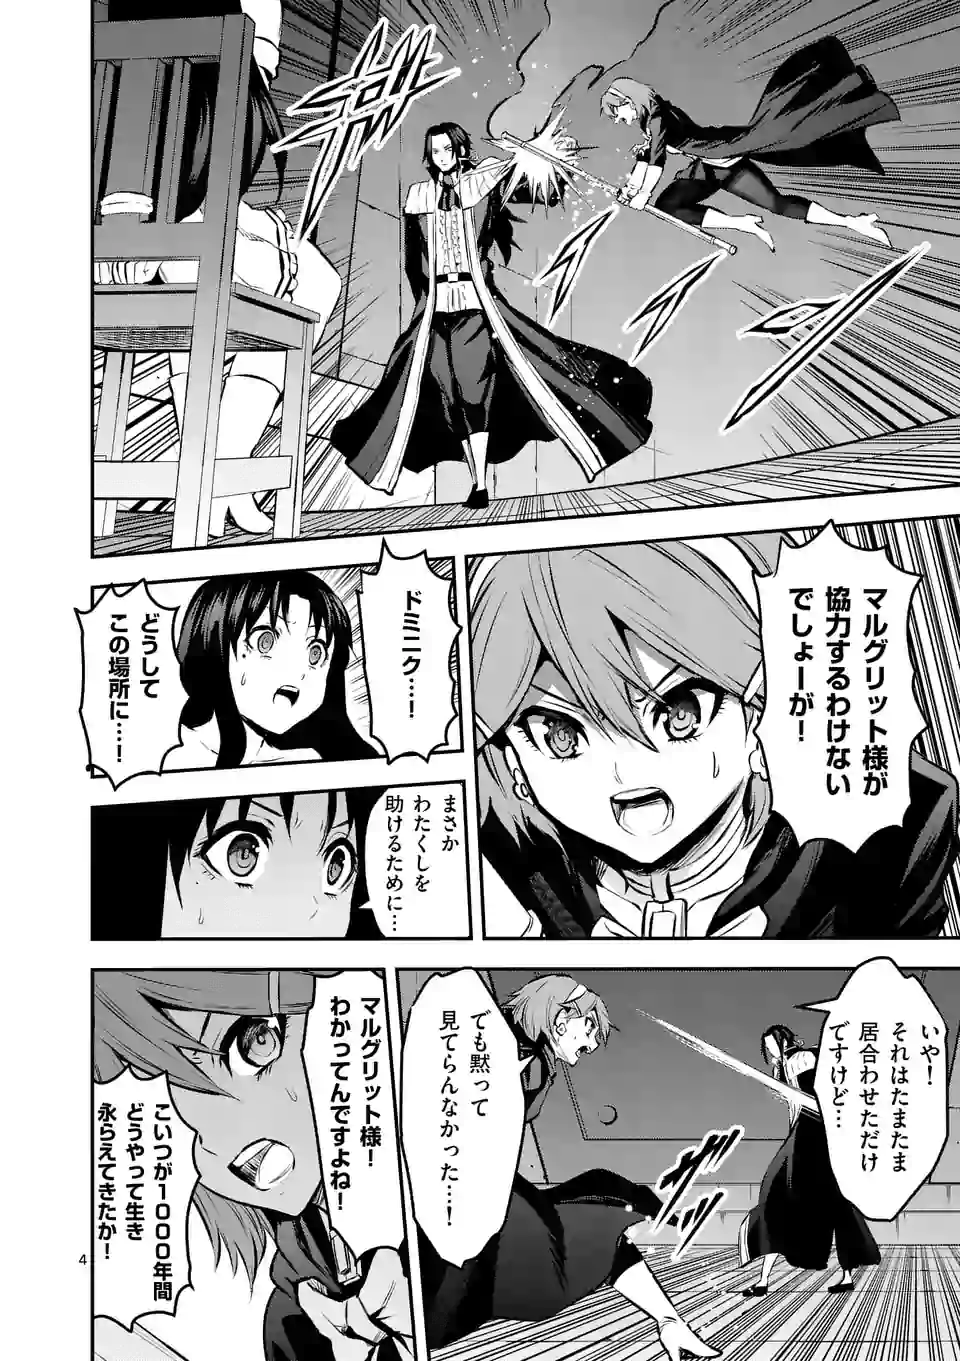 マルグリット様が
協力するわけない
でしょーが！
ドミニク…！
どうして
この場所に…！
まさか
わたくしを
助けるために…
いや！
それはたまたま
居合わせただけ
ですけど…
でも黙って
見てらんなかった…！
マルグリット様！
わかってんですよね！
こいつが1000年間
どうやって生き
永らえてきたか！
4